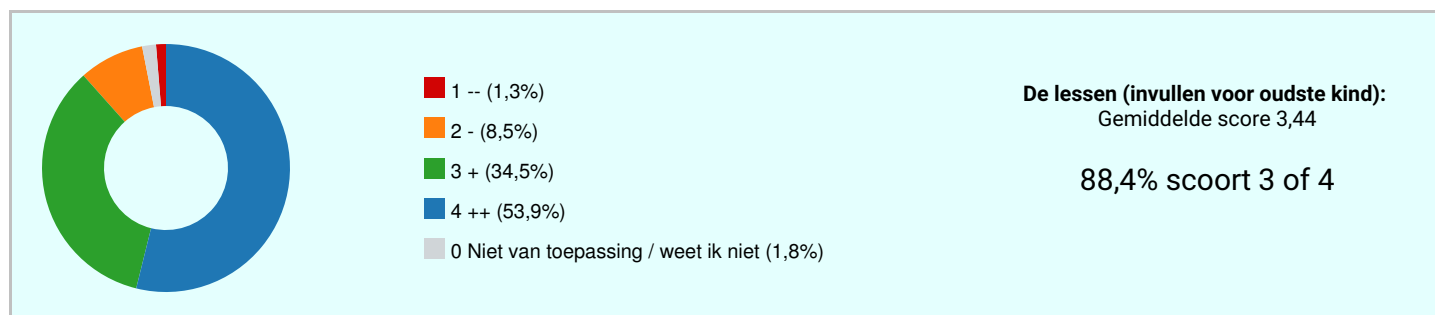 1 -- (1,3%)
2 - (8,5%)
3 + (34,5%)
4 ++ (53,9%)
0 Niet van toepassing / weet ik niet (1,8%)
De lessen (invullen voor oudste kind):
Gemiddelde score 3,44
88,4% scoort 3 of 4